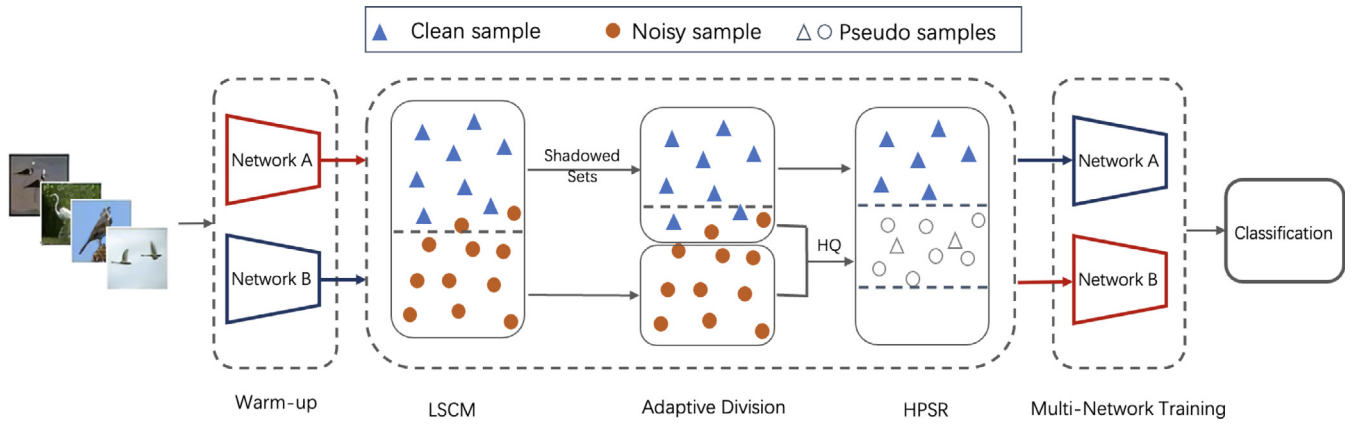 Clean sample
Noisy sample
Pseudo samples
Network A
Network B
Shadowed
Sets
HQ
Network A
Network B
Classification
Warm-up
LSCM
Adaptive Division
HPSR
Multi-Network Training